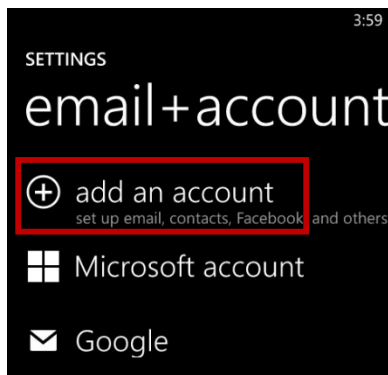 3:59
SETTINGS
email+account
add an account
set up email, contacts, Facebook and others
Microsoft account
Google